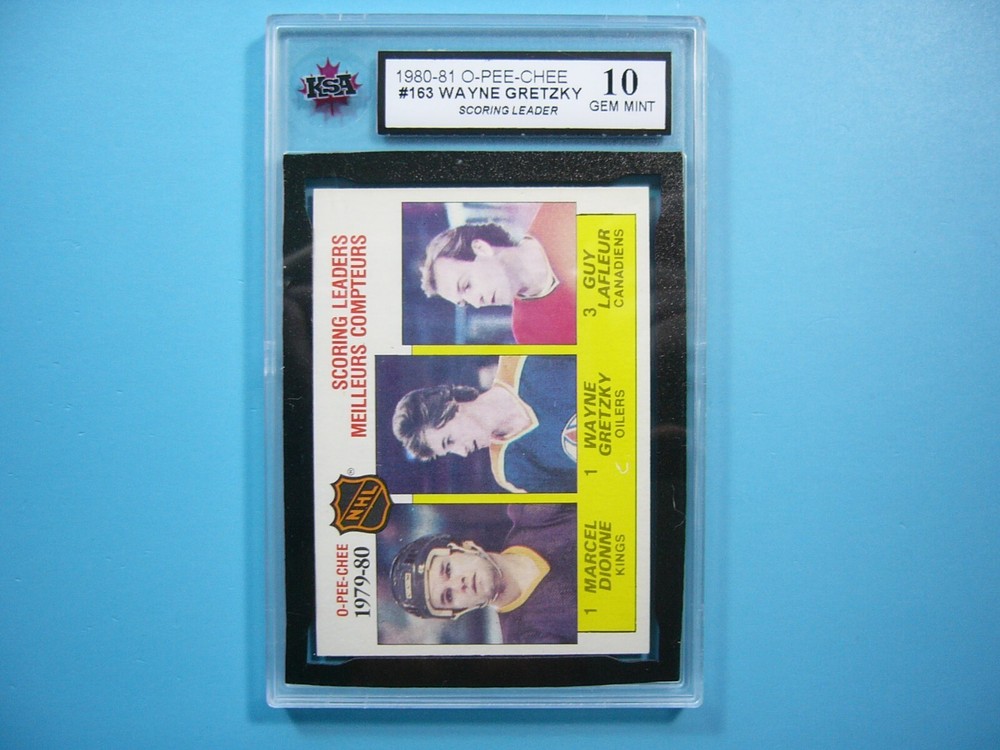 KSA
1980-81 O-PEE-CHEE
#163 WAYNE GRETZKY
SCORING LEADER
10
GEM MINT
O-PEE-CHEE
1979-80
NHL
®
SCORING LEADERS
MEILLEURS COMPTEURS
1 MARCEL
DIONNE
KINGS
1 WAYNE
GRETZKY
OILERS
3 GUY
LAFLEUR
CANADIENS